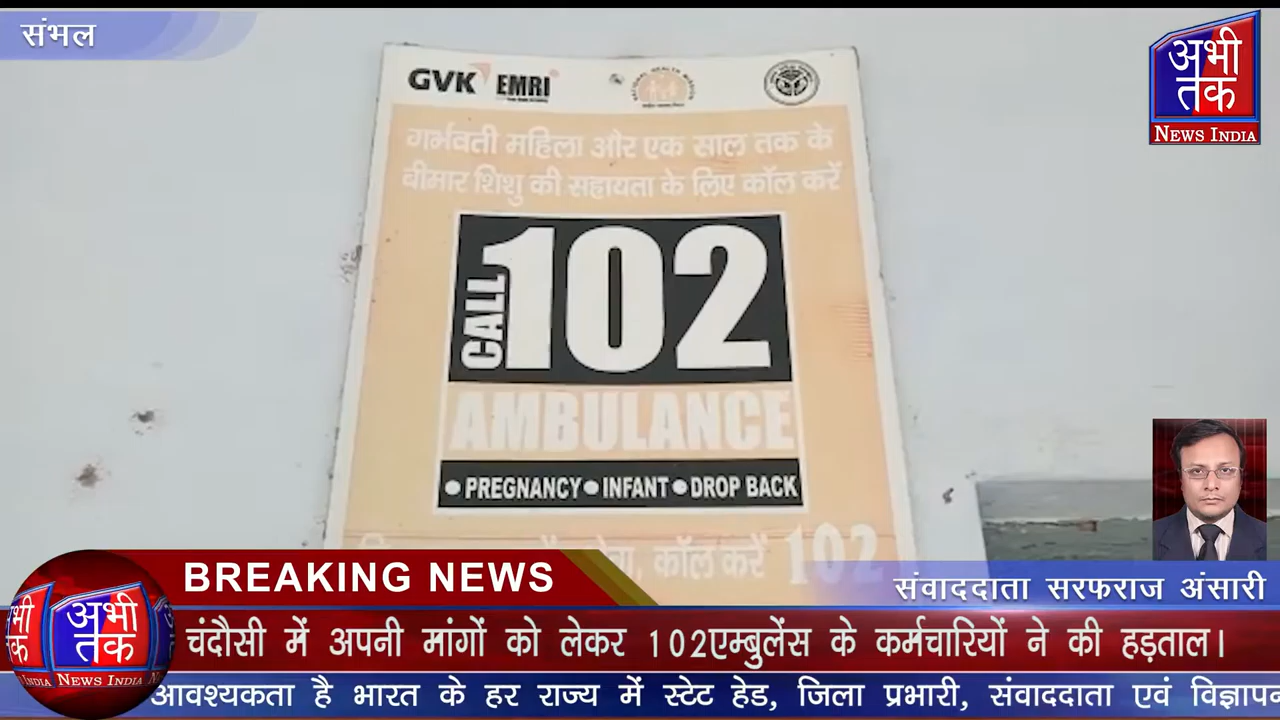 संभल
अभी
तक
NEWS INDIA
GVK EMRI
गर्भवती महिला और एक साल तक के
बीमार शिशु की सहायता के लिए कॉल करें
CALL 102
AMBULANCE
• PREGNANCY • INFANT • DROP BACK
कॉल करें 102
BREAKING NEWS
संवाददाता सरफराज अंसारी
अभी
तक
NEWS INDIA
चंदौसी में अपनी मांगों को लेकर 102एम्बुलेंस के कर्मचारियों ने की हड़ताल।
आवश्यकता है भारत के हर राज्य में स्टेट हेड, जिला प्रभारी, संवाददाता एवं विज्ञापन